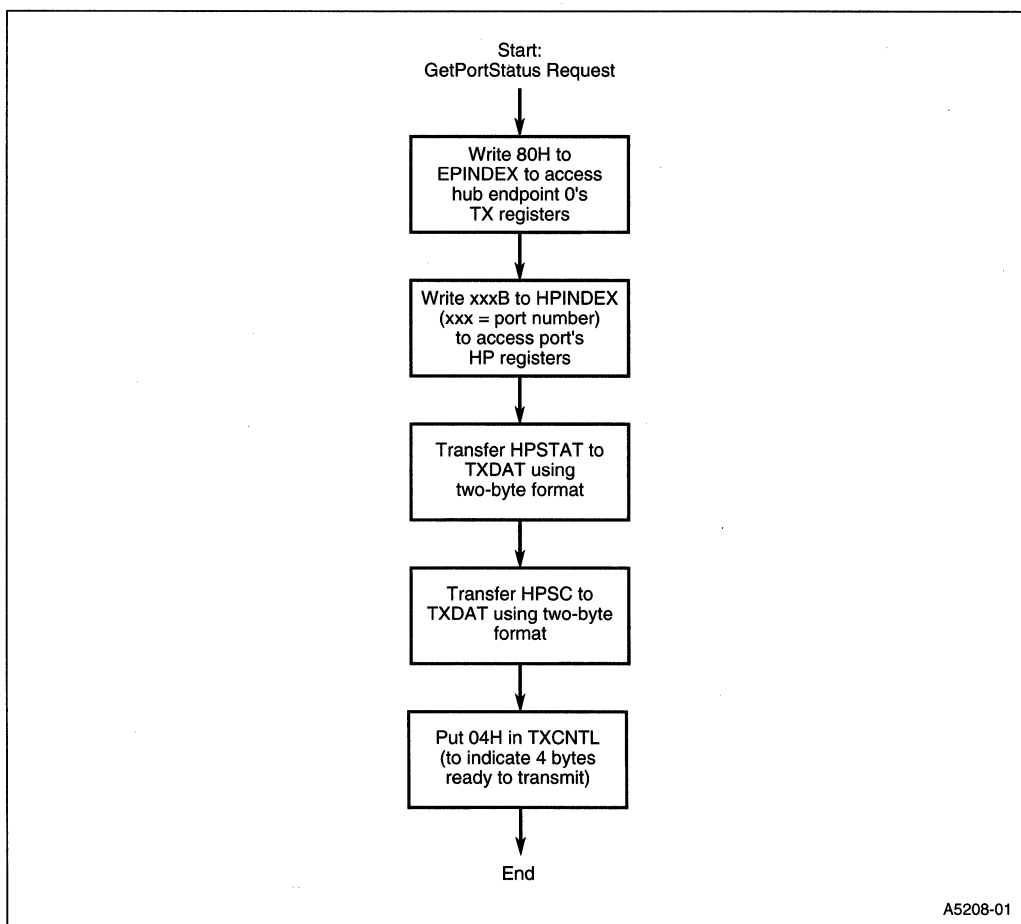 Start:
GetPortStatus Request
Write 80H to
EPINDEX to access
hub endpoint 0's
TX registers
Write xxxB to HPINDEX
(xxx = port number)
to access port's
HP registers
Transfer HPSTAT to
TXDAT using
two-byte format
Transfer HPSC to
TXDAT using two-byte
format
Put 04H in TXCNTL
(to indicate 4 bytes
ready to transmit)
End
A5208-01